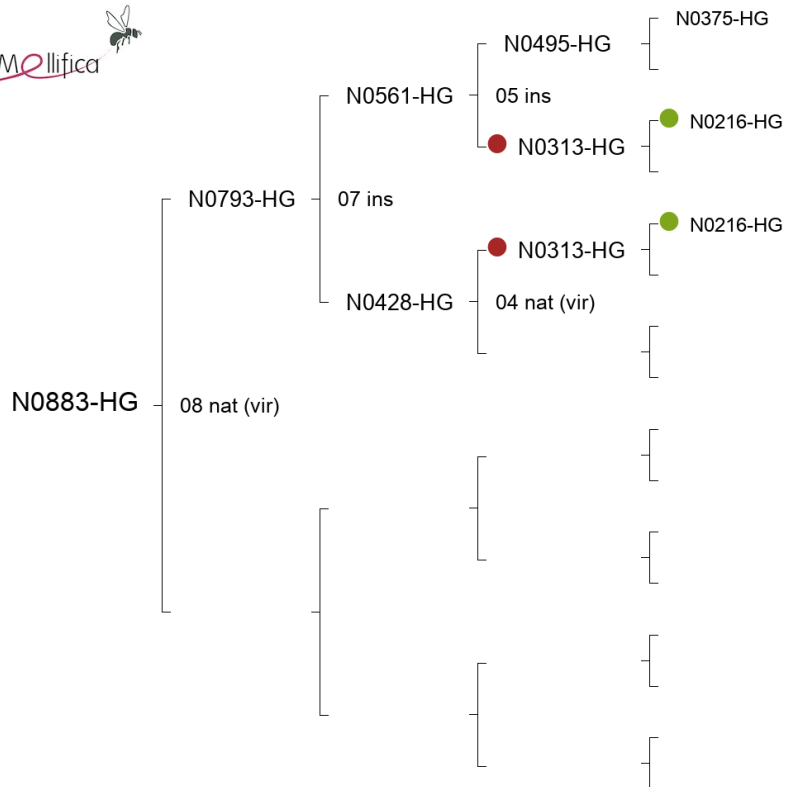 Mellifica
N0375-HG
N0495-HG
N0561-HG
05 ins
N0313-HG
N0216-HG
N0793-HG
07 ins
N0313-HG
N0216-HG
N0428-HG
04 nat (vir)
N0883-HG
08 nat (vir)